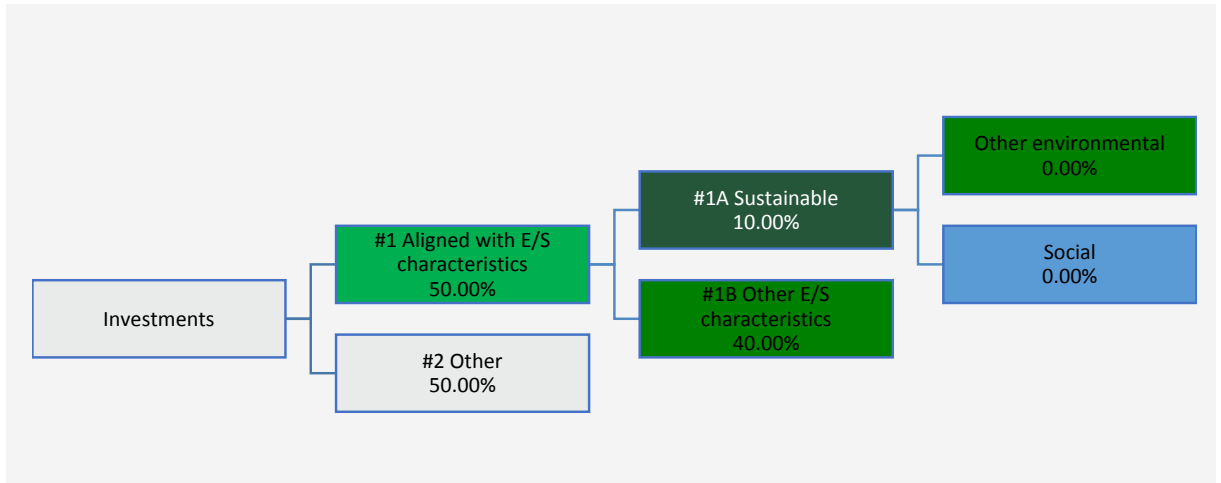 Investments
#1 Aligned with E/S
characteristics
50.00%
#2 Other
50.00%
#1A Sustainable
10.00%
#1B Other E/S
characteristics
40.00%
Other environmental
0.00%
Social
0.00%